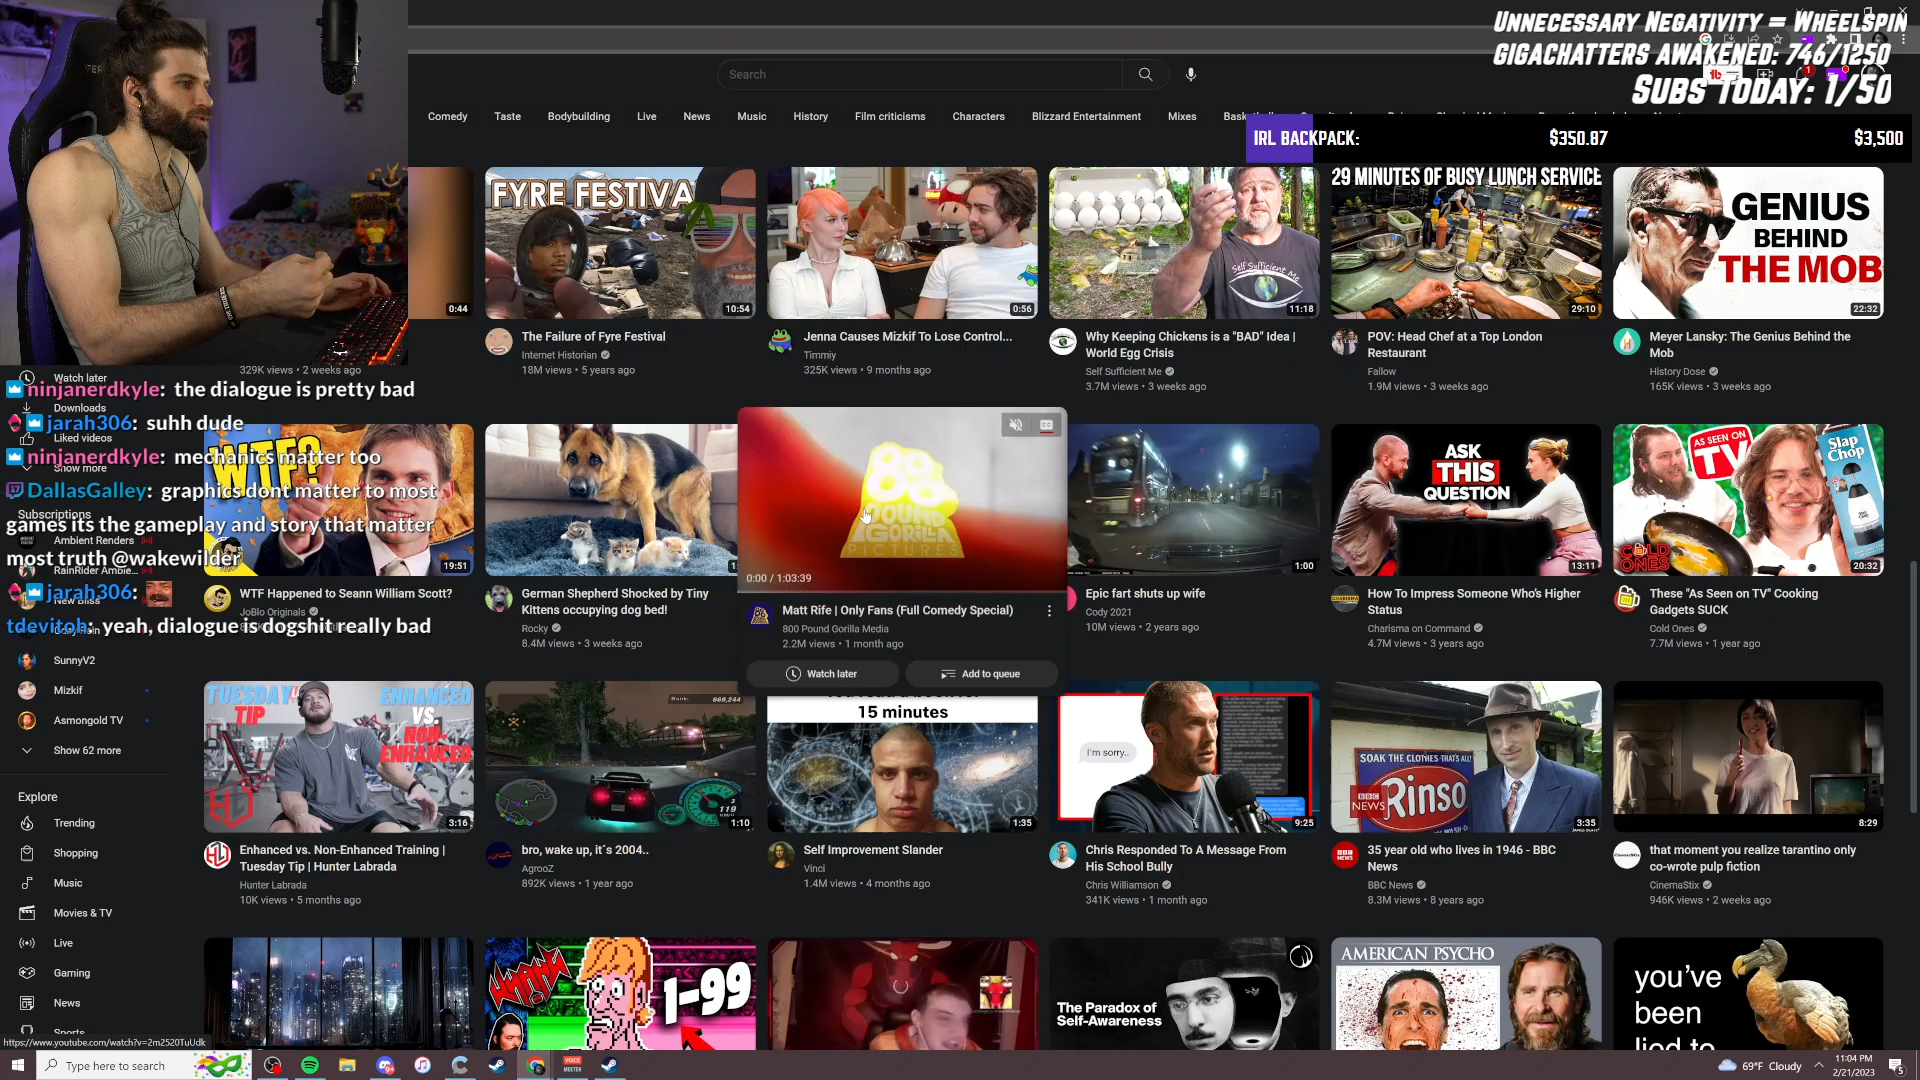 UNNECESSARY NEGATIVITY = WHEELSPIN
GIGACHATTERS AWAKENED: 746/1250
SUBS TODAY: 1/50
IRL BACKPACK: $350.87 $3,500
Search
Comedy Taste Bodybuilding Live News Music History Film criticisms Characters Blizzard Entertainment Mixes
0:44
329K views • 2 weeks ago
FYRE FESTIVAL
10:54
The Failure of Fyre Festival
Internet Historian
18M views • 5 years ago
0:56
Jenna Causes Mizkif To Lose Control...
Timmiy
325K views • 9 months ago
Self Sufficient Me
11:18
Why Keeping Chickens is a "BAD" Idea |
World Egg Crisis
Self Sufficient Me
3.7M views • 3 weeks ago
29 MINUTES OF BUSY LUNCH SERVICE
29:10
POV: Head Chef at a Top London
Restaurant
Fallow
1.9M views • 3 weeks ago
GENIUS
BEHIND
THE MOB
22:32
Meyer Lansky: The Genius Behind the
Mob
History Dose
165K views • 3 weeks ago
Watch later
Downloads
Liked videos
Show more
Subscriptions
Ambient Renders
RainRider Ambie...
New Bliss
SunnyV2
Mizkif
Asmongold TV
Show 62 more
Explore
Trending
Shopping
Music
Movies & TV
Live
Gaming
News
Sports
ninjanerdkyle: the dialogue is pretty bad
jarah306: suhh dude
ninjanerdkyle: mechanics matter too
DallasGalley: graphics dont matter to most
games its the gameplay and story that matter
most truth @wakewilder
jarah306:
tdevitoh: yeah, dialogue is dogshit really bad
WTF?
19:51
WTF Happened to Seann William Scott?
JoBlo Originals
German Shepherd Shocked by Tiny
Kittens occupying dog bed!
Rocky
8.4M views • 3 weeks ago
800
POUND
GORILLA
PICTURES
0:00 / 1:03:39
Matt Rife | Only Fans (Full Comedy Special)
800 Pound Gorilla Media
2.2M views • 1 month ago
Watch later
Add to queue
1:00
Epic fart shuts up wife
Cody 2021
10M views • 2 years ago
ASK
THIS
QUESTION
13:11
How To Impress Someone Who's Higher
Status
Charisma on Command
4.7M views • 3 years ago
AS SEEN ON
TV
Slap
Chop
COLD
ONES
20:32
These "As Seen on TV" Cooking
Gadgets SUCK
Cold Ones
7.7M views • 1 year ago
TUESDAY
TIP
ENHANCED
VS.
NON-
ENHANCED
3:16
Enhanced vs. Non-Enhanced Training |
Tuesday Tip | Hunter Labrada
Hunter Labrada
10K views • 5 months ago
Bank: 669,244
119
1:10
bro, wake up, it´s 2004..
AgrooZ
892K views • 1 year ago
15 minutes
1:35
Self Improvement Slander
Vinci
1.4M views • 4 months ago
I'm sorry..
9:25
Chris Responded To A Message From
His School Bully
Chris Williamson
341K views • 1 month ago
SOAK THE CLOTHES - THAT'S ALL!
Rinso
BBC
NEWS
3:35
35 year old who lives in 1946 - BBC
News
BBC News
8.3M views • 8 years ago
8:29
that moment you realize tarantino only
co-wrote pulp fiction
CinemaStix
946K views • 2 weeks ago
WHANG!
1-99
The Paradox of
Self-Awareness
AMERICAN PSYCHO
you've
been
lied to
https://www.youtube.com/watch?v=2m2520TuUdk
Type here to search
VOICE
MEETER
69°F Cloudy
11:04 PM
2/21/2023
5